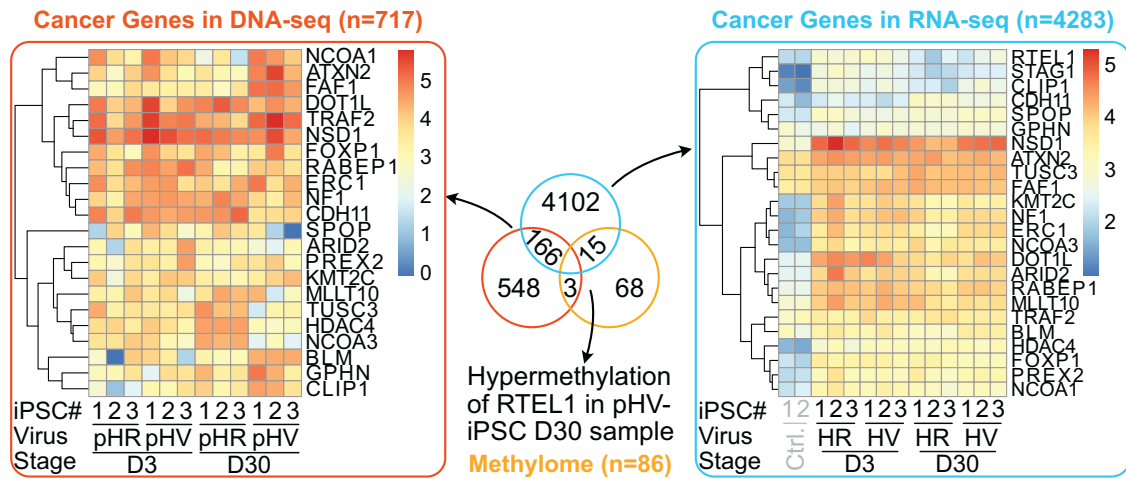 Cancer Genes in DNA-seq (n=717)
NCOA1
ATXN2
FAF1
DOT1L
TRAF2
NSD1
FOXP1
RABEP1
ERC1
NF1
CDH11
SPOP
ARID2
PREX2
KMT2C
MLLT10
TUSC3
HDAC4
NCOA3
BLM
GPHN
CLIP1
5
4
3
2
1
0
iPSC# 1 2 3 1 2 3 1 2 3 1 2 3
Virus pHR pHV pHR pHV
Stage D3 D30
4102
166
15
548
3
68
Hypermethylation
of RTEL1 in pHV-
iPSC D30 sample
Methylome (n=86)
Cancer Genes in RNA-seq (n=4283)
RTEL1
STAG1
CLIP1
CDH11
SPOP
GPHN
NSD1
ATXN2
TUSC3
FAF1
KMT2C
NF1
ERC1
NCOA3
DOT1L
ARID2
RABEP1
MLLT10
TRAF2
BLM
HDAC4
FOXP1
PREX2
NCOA1
5
4
3
2
iPSC# 1 2 1 2 3 1 2 3 1 2 3 1 2 3
Virus Ctrl. HR HV HR HV
Stage D3 D30